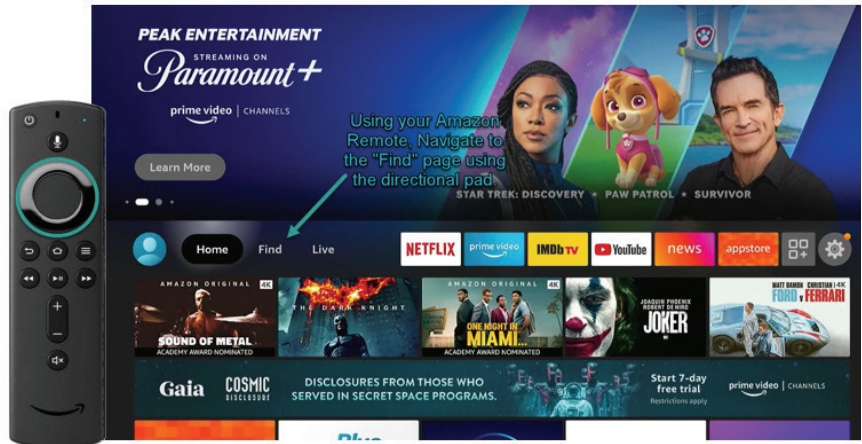 PEAK ENTERTAINMENT
STREAMING ON
Paramount+
prime video | CHANNELS
Learn More
Using your Amazon
Remote, Navigate to
the "Find" page using
the directional pad
STAR TREK: DISCOVERY • PAW PATROL • SURVIVOR
Home Find Live NETFLIX prime video IMDb TV YouTube news appstore
AMAZON ORIGINAL 4K
SOUND OF METAL
ACADEMY AWARD NOMINATED
THE DARK KNIGHT
AMAZON ORIGINAL 4K
ONE NIGHT IN
MIAMI...
ACADEMY AWARD NOMINATED
JOAQUIN PHOENIX
ROBERT DE NIRO
JOKER
MATT DAMON CHRISTIAN 4K
FORD v FERRARI
Gaia COSMIC
DISCLOSURE
DISCLOSURES FROM THOSE WHO
SERVED IN SECRET SPACE PROGRAMS.
Start 7-day
free trial
Restrictions apply
prime video | CHANNELS